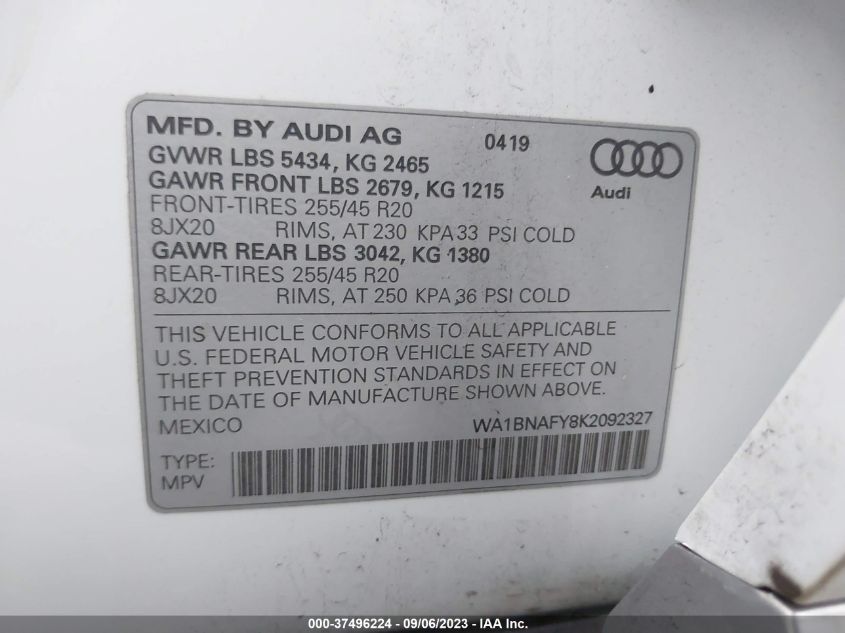 MFD. BY AUDI AG 0419
GVWR LBS 5434, KG 2465
GAWR FRONT LBS 2679, KG 1215
Audi
FRONT-TIRES 255/45 R20
8JX20 RIMS, AT 230 KPA 33 PSI COLD
GAWR REAR LBS 3042, KG 1380
REAR-TIRES 255/45 R20
8JX20 RIMS, AT 250 KPA 36 PSI COLD
THIS VEHICLE CONFORMS TO ALL APPLICABLE
U.S. FEDERAL MOTOR VEHICLE SAFETY AND
THEFT PREVENTION STANDARDS IN EFFECT ON
THE DATE OF MANUFACTURE SHOWN ABOVE.
MEXICO WA1BNAFY8K2092327
TYPE:
MPV
000-37496224 - 09/06/2023 - IAA Inc.